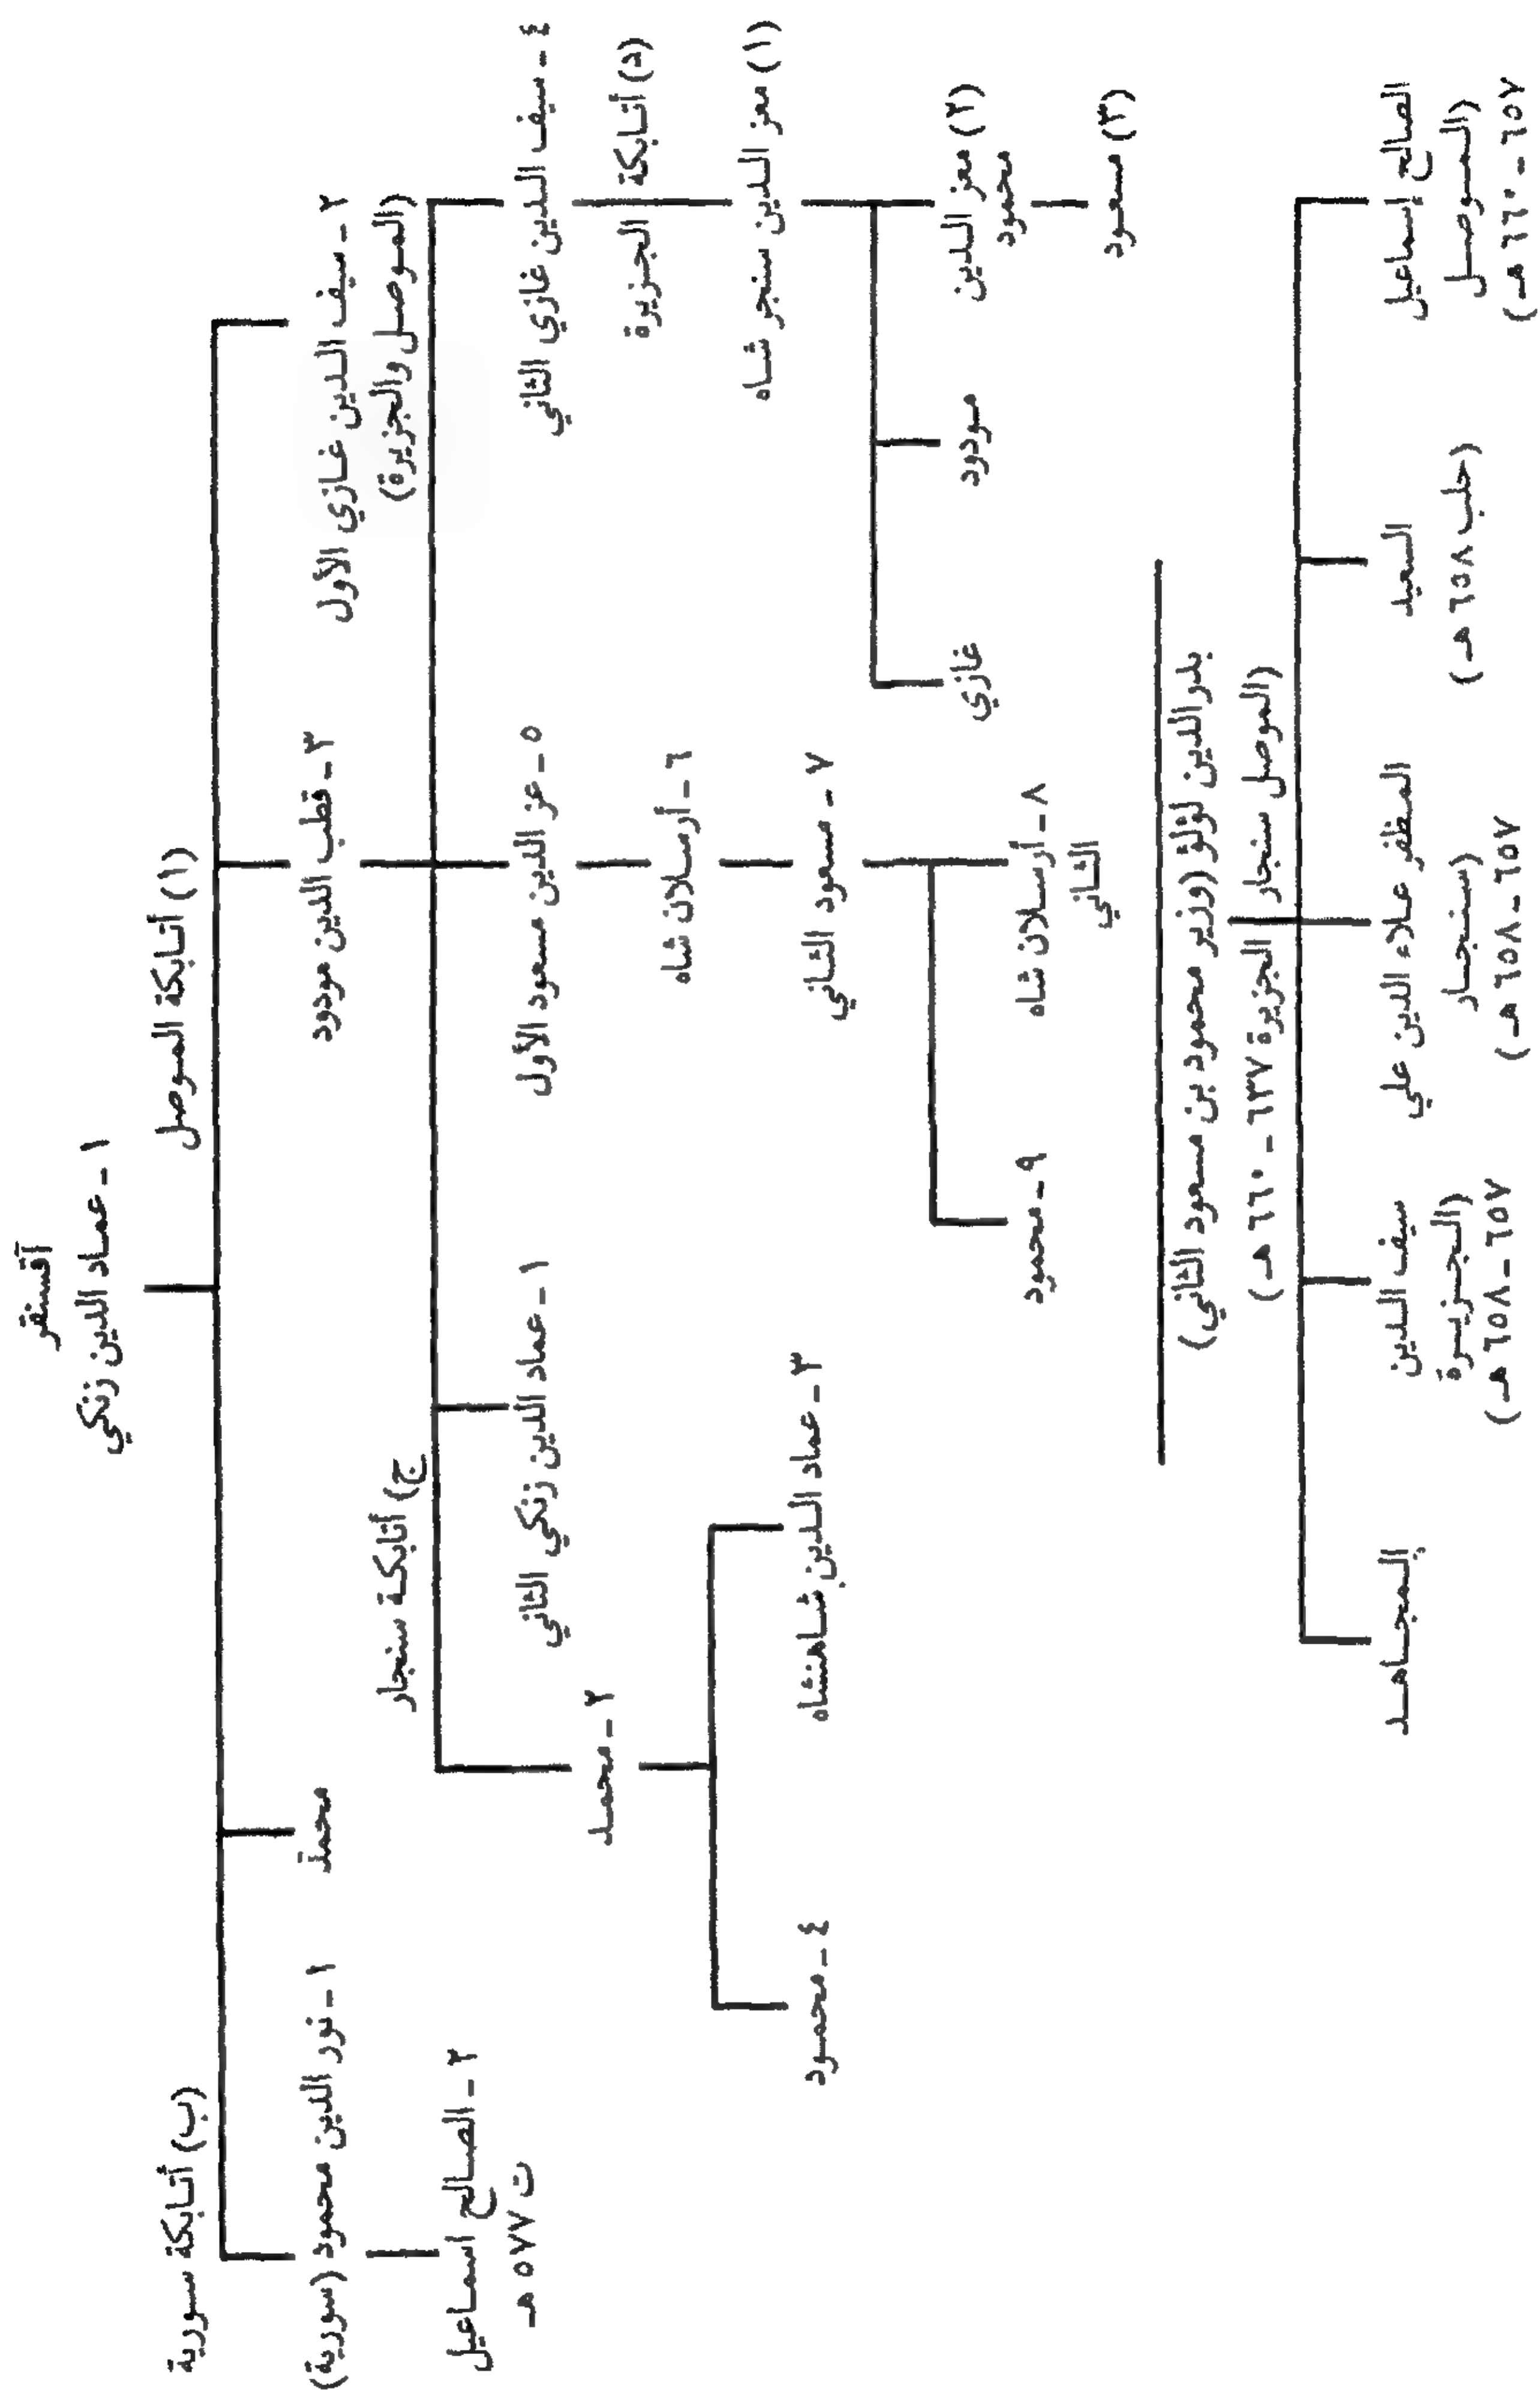 آقسنقر
١ - عماد الدين زنكي
(١) أتابكة الموصل
(ب) أتابكة سورية
٢ - سيف الدين غازي الأول
(الموصل والجزيرة)
٣ - قطب الدين مودود
محمد
١ - نور الدين محمود (سورية)
٢ - الصالح اسماعيل
ت ٥٧٧ هـ
ج) أتابكة سنجار
٤ - سيف الدين غازي الثاني
٥ - عز الدين مسعود الأول
١ - عماد الدين زنكي الثاني
٢ - محمد
(د) أتابكة الجزيرة
(١) معز الدين سنجر شاه
٦ - أرسلان شاه
٧ - مسعود الثاني
٣ - عماد الدين شاهنشاه
٤ - محمود
(٢) معز الدين
محمود
مودود
غازي
٨ - أرسلان شاه
الثاني
٩ - محمود
(٣) مسعود
بدر الدين لؤلؤ (وزير محمود بن مسعود الثاني)
(الموصل سنجار الجزيرة ٦٣٧ - ٦٦٠ هـ)
الصالح إسماعيل
(الموصل
٦٥٧ - ٦٦٠ هـ)
السعيد
(حلب ٦٥٨ هـ)
المظفر علاء الدين علي
(سنجار
٦٥٧ - ٦٥٨ هـ)
سيف الدين
(الجزيرة)
٦٥٧ - ٦٥٨ هـ)
المجاهد